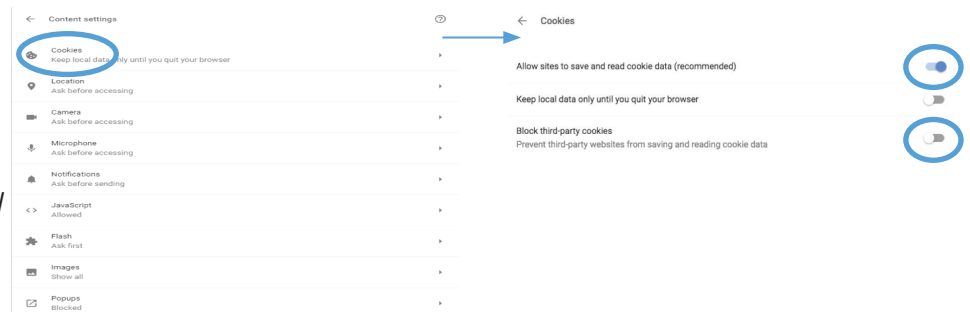 Content settings
Cookies
Keep local data only until you quit your browser
Location
Ask before accessing
Camera
Ask before accessing
Microphone
Ask before accessing
Notifications
Ask before sending
JavaScript
Allowed
Flash
Ask first
Images
Show all
Popups
Blocked
Cookies
Allow sites to save and read cookie data (recommended)
Keep local data only until you quit your browser
Block third-party cookies
Prevent third-party websites from saving and reading cookie data